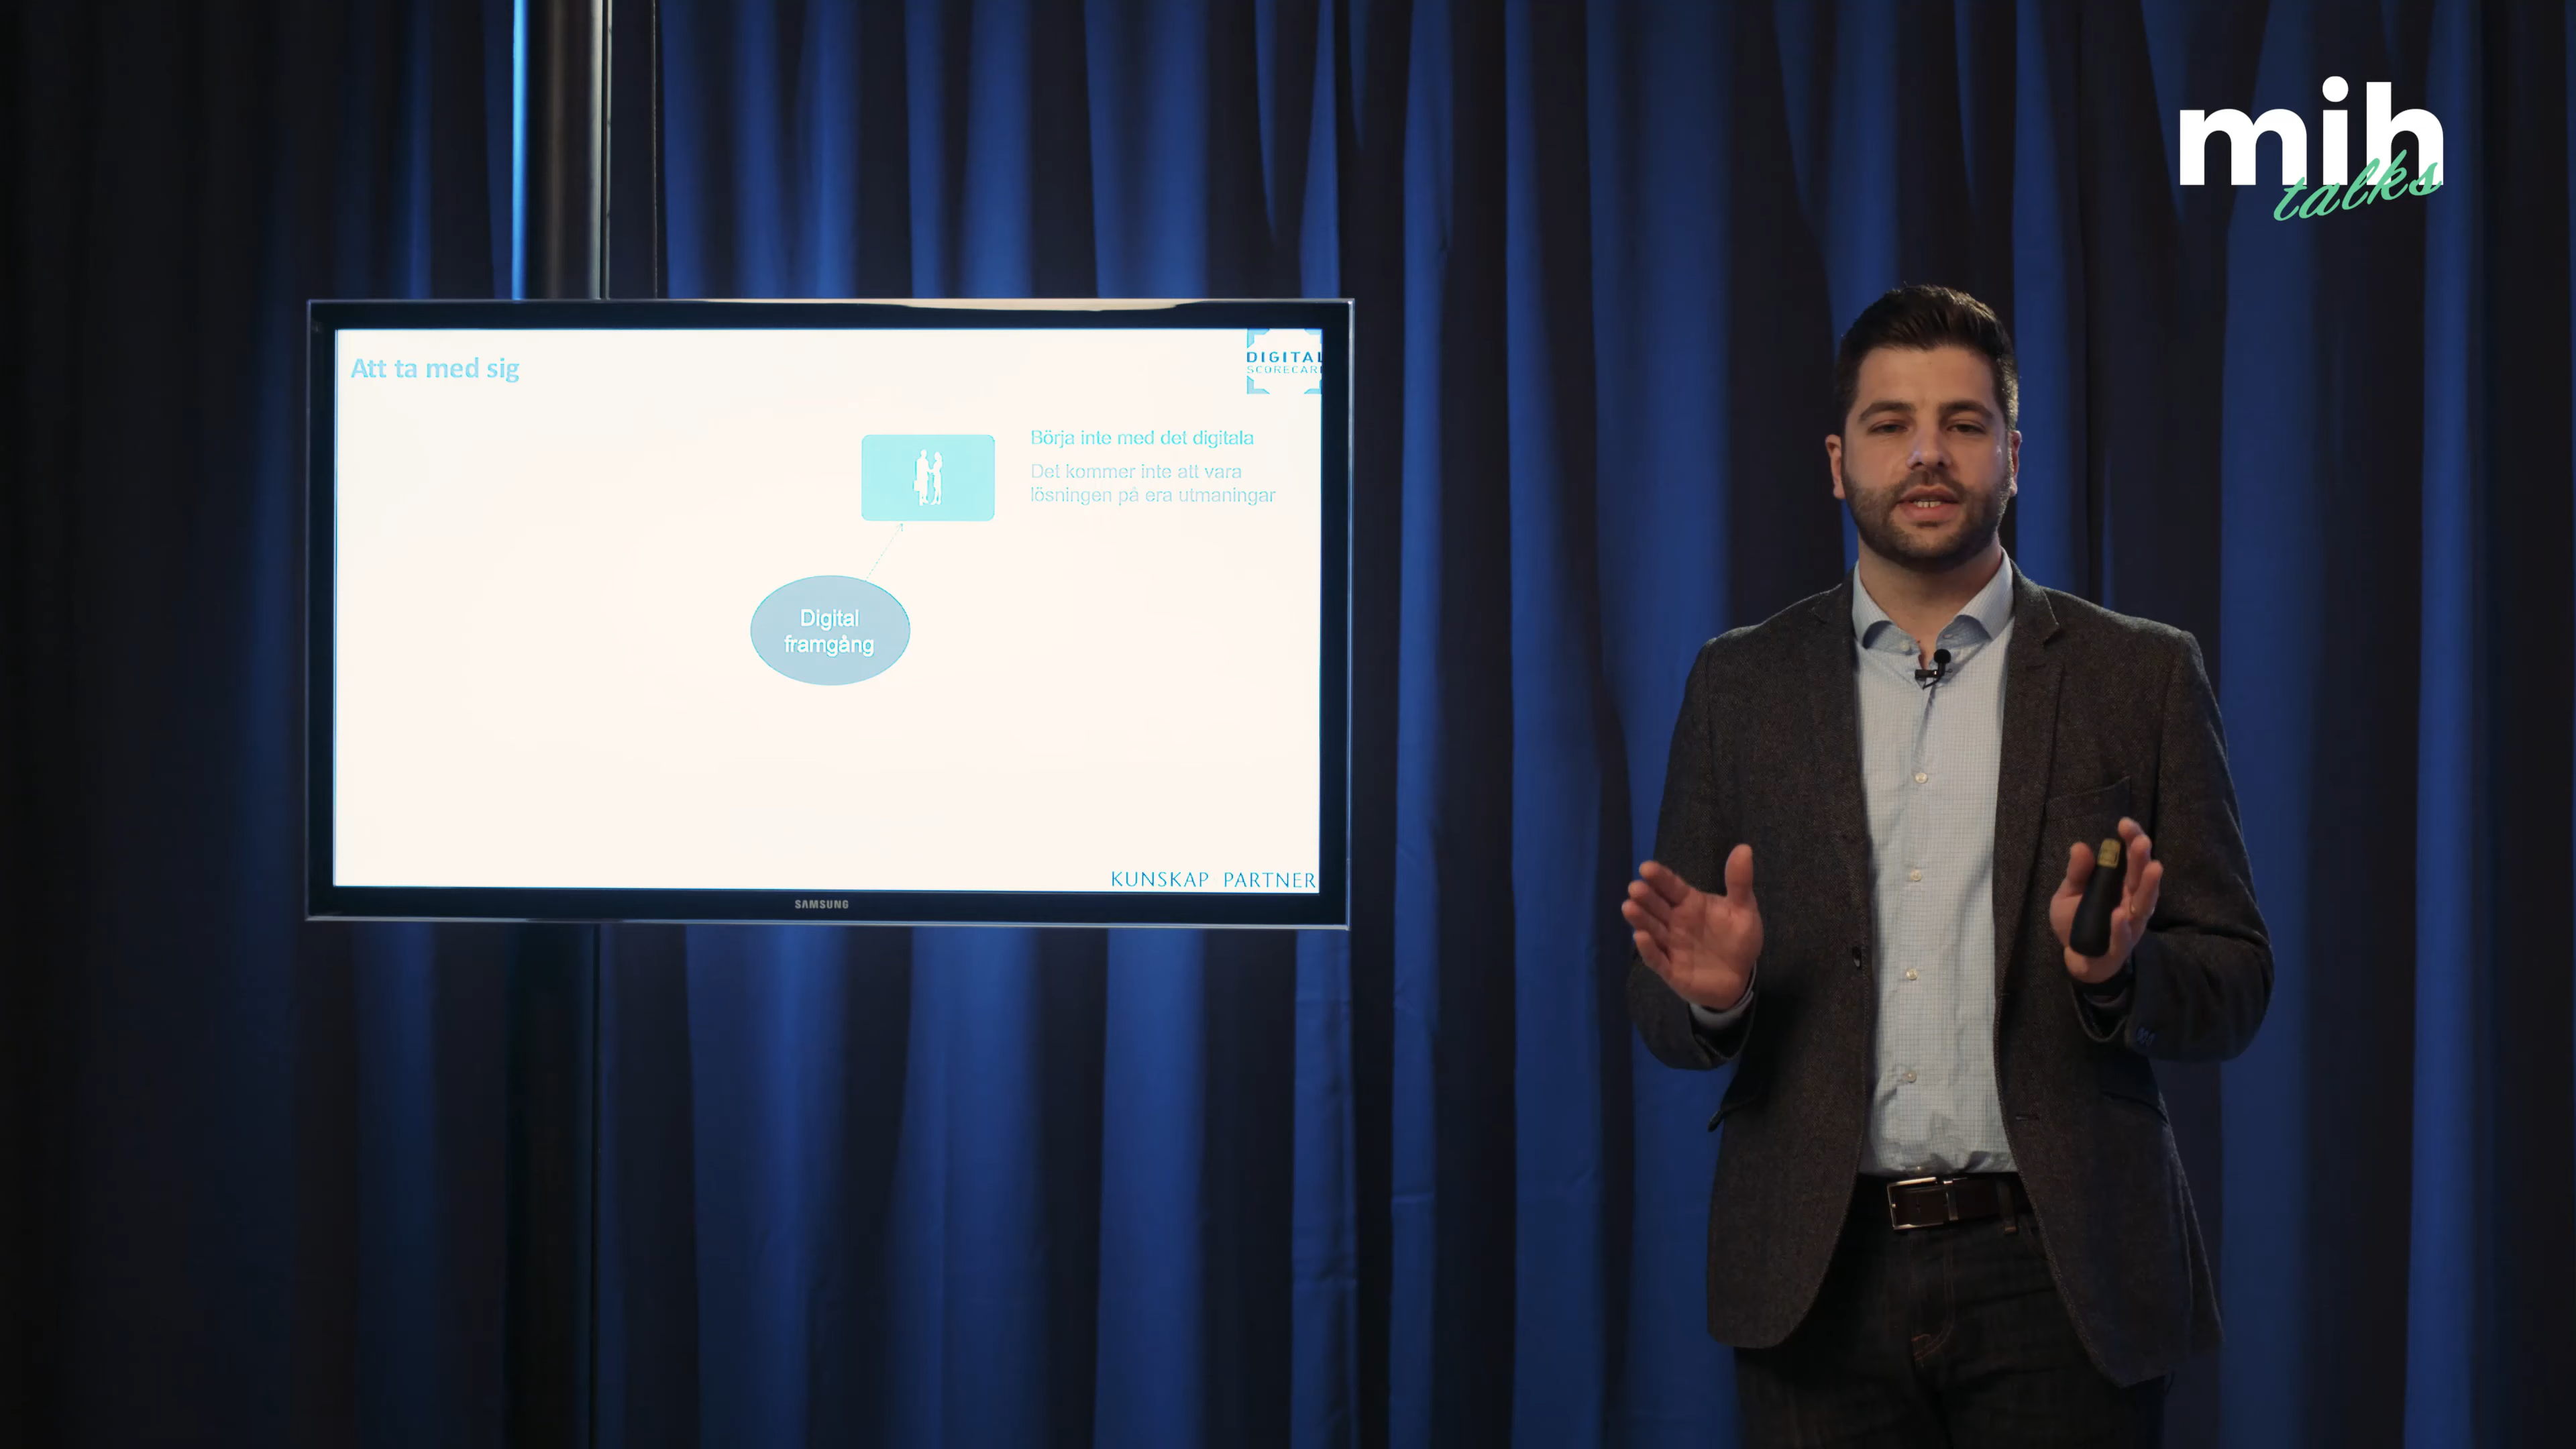 mih
talks
Att ta med sig
DIGITAL
SCORECAR
Börja inte med det digitala
Det kommer inte att vara
lösningen på era utmaningar
Digital
framgång
KUNSKAP PARTNER
SAMSUNG